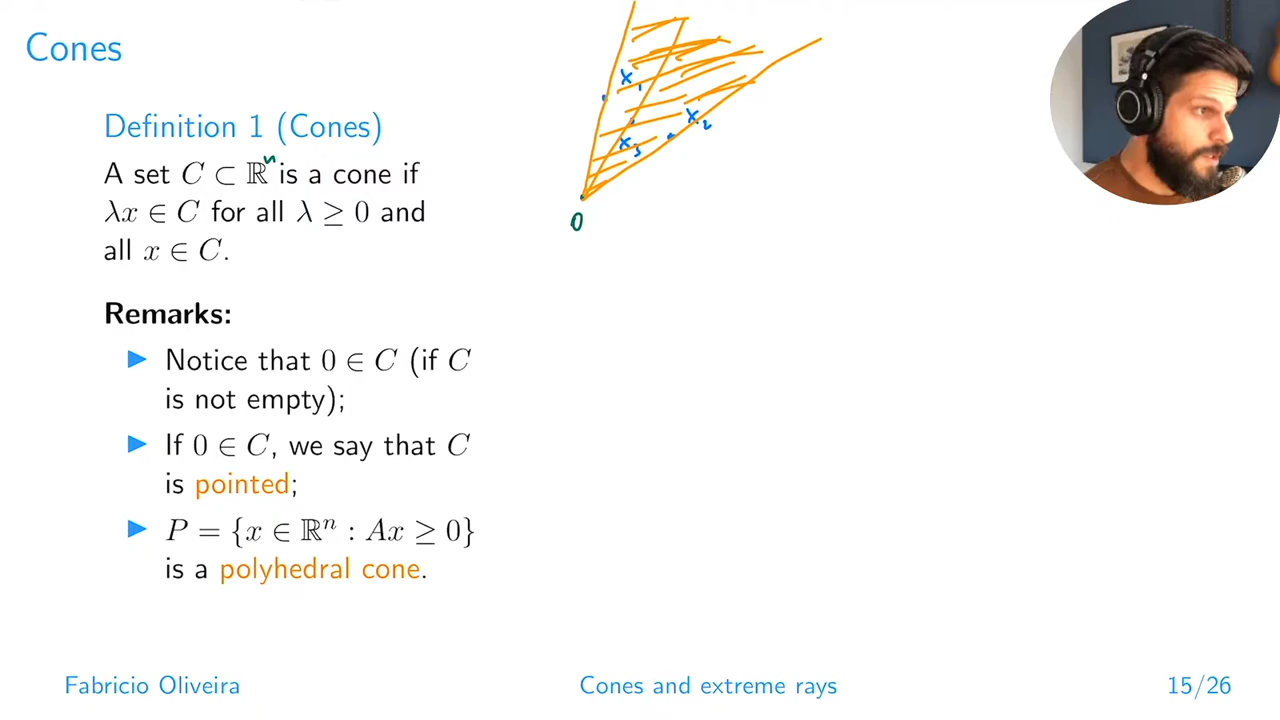 Cones
Definition 1 (Cones)
A set C ⊂ ℝⁿ is a cone if
λx ∈ C for all λ ≥ 0 and
all x ∈ C.
Remarks:
▶ Notice that 0 ∈ C (if C
is not empty);
▶ If 0 ∈ C, we say that C
is pointed;
▶ P = {x ∈ ℝⁿ : Ax ≥ 0}
is a polyhedral cone.
x₁
x₂
x₃
0
Fabricio Oliveira
Cones and extreme rays
15/26